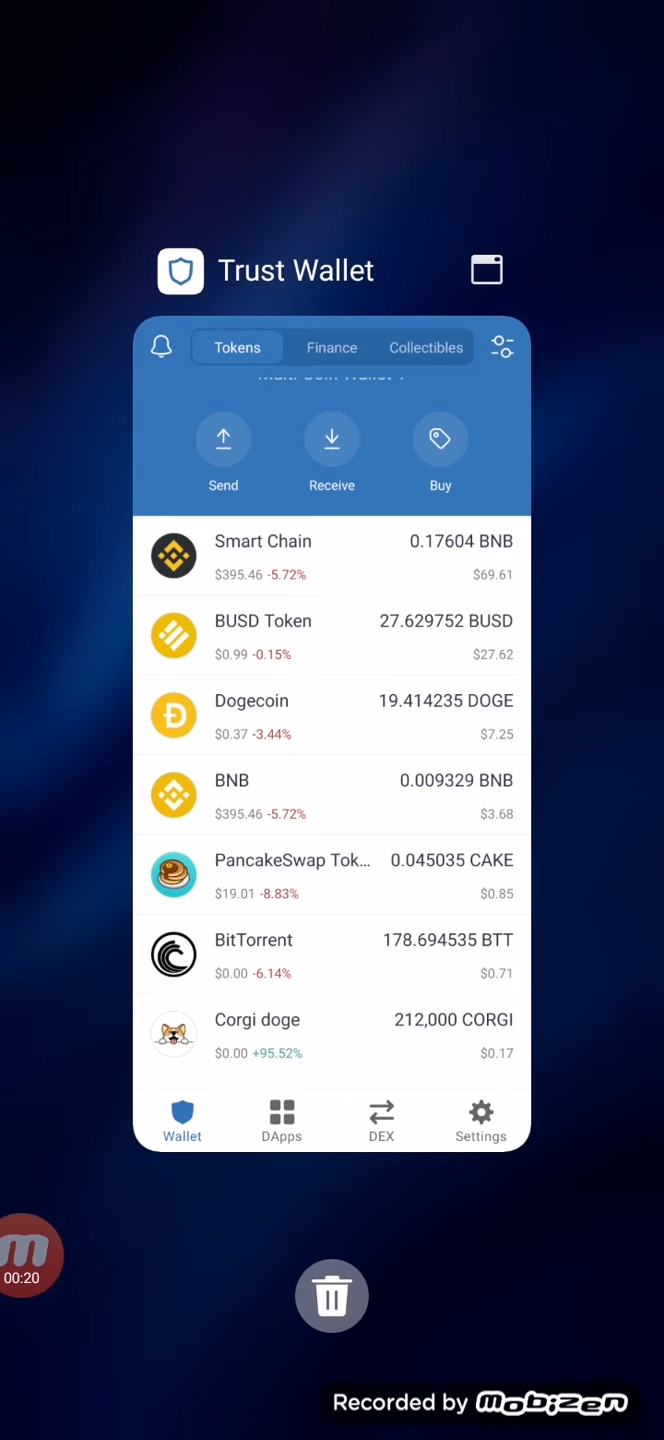 Trust Wallet
Tokens
Finance
Collectibles
Multi-Coin Wallet 1
Send
Receive
Buy
Smart Chain 0.17604 BNB
$395.46 -5.72% $69.61
BUSD Token 27.629752 BUSD
$0.99 -0.15% $27.62
Dogecoin 19.414235 DOGE
$0.37 -3.44% $7.25
BNB 0.009329 BNB
$395.46 -5.72% $3.68
PancakeSwap Tok... 0.045035 CAKE
$19.01 -8.83% $0.85
BitTorrent 178.694535 BTT
$0.00 -6.14% $0.71
Corgi doge 212,000 CORGI
$0.00 +95.52% $0.17
Wallet
DApps
DEX
Settings
00:20
Recorded by mobizen